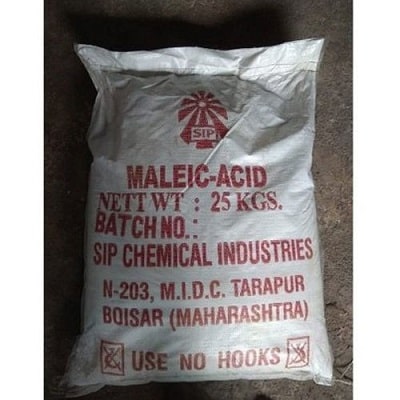 SIP
MALEIC-ACID
NETT WT : 25 KGS.
BATCH NO. :
SIP CHEMICAL INDUSTRIES
N-203, M.I.D.C. TARAPUR
BOISAR (MAHARASHTRA)
USE NO HOOKS